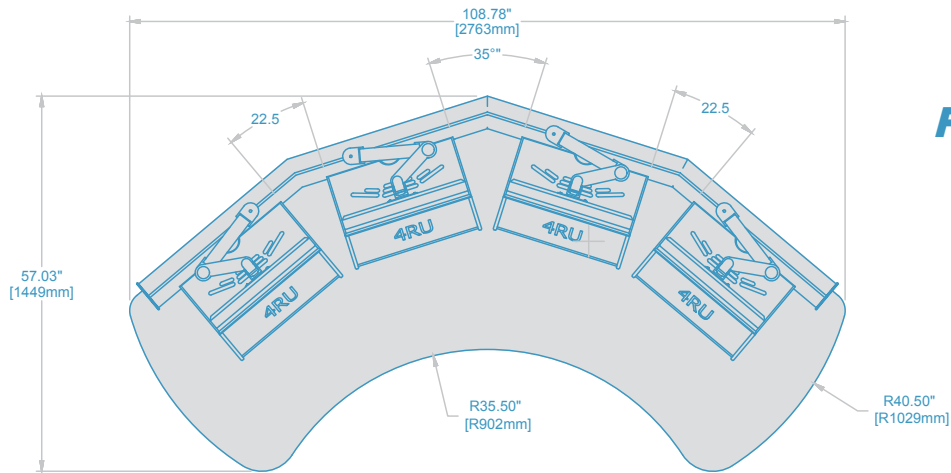 108.78"
[2763mm]
35°"
22.5
22.5
57.03"
[1449mm]
4RU
4RU
4RU
4RU
R35.50"
[R902mm]
R40.50"
[R1029mm]